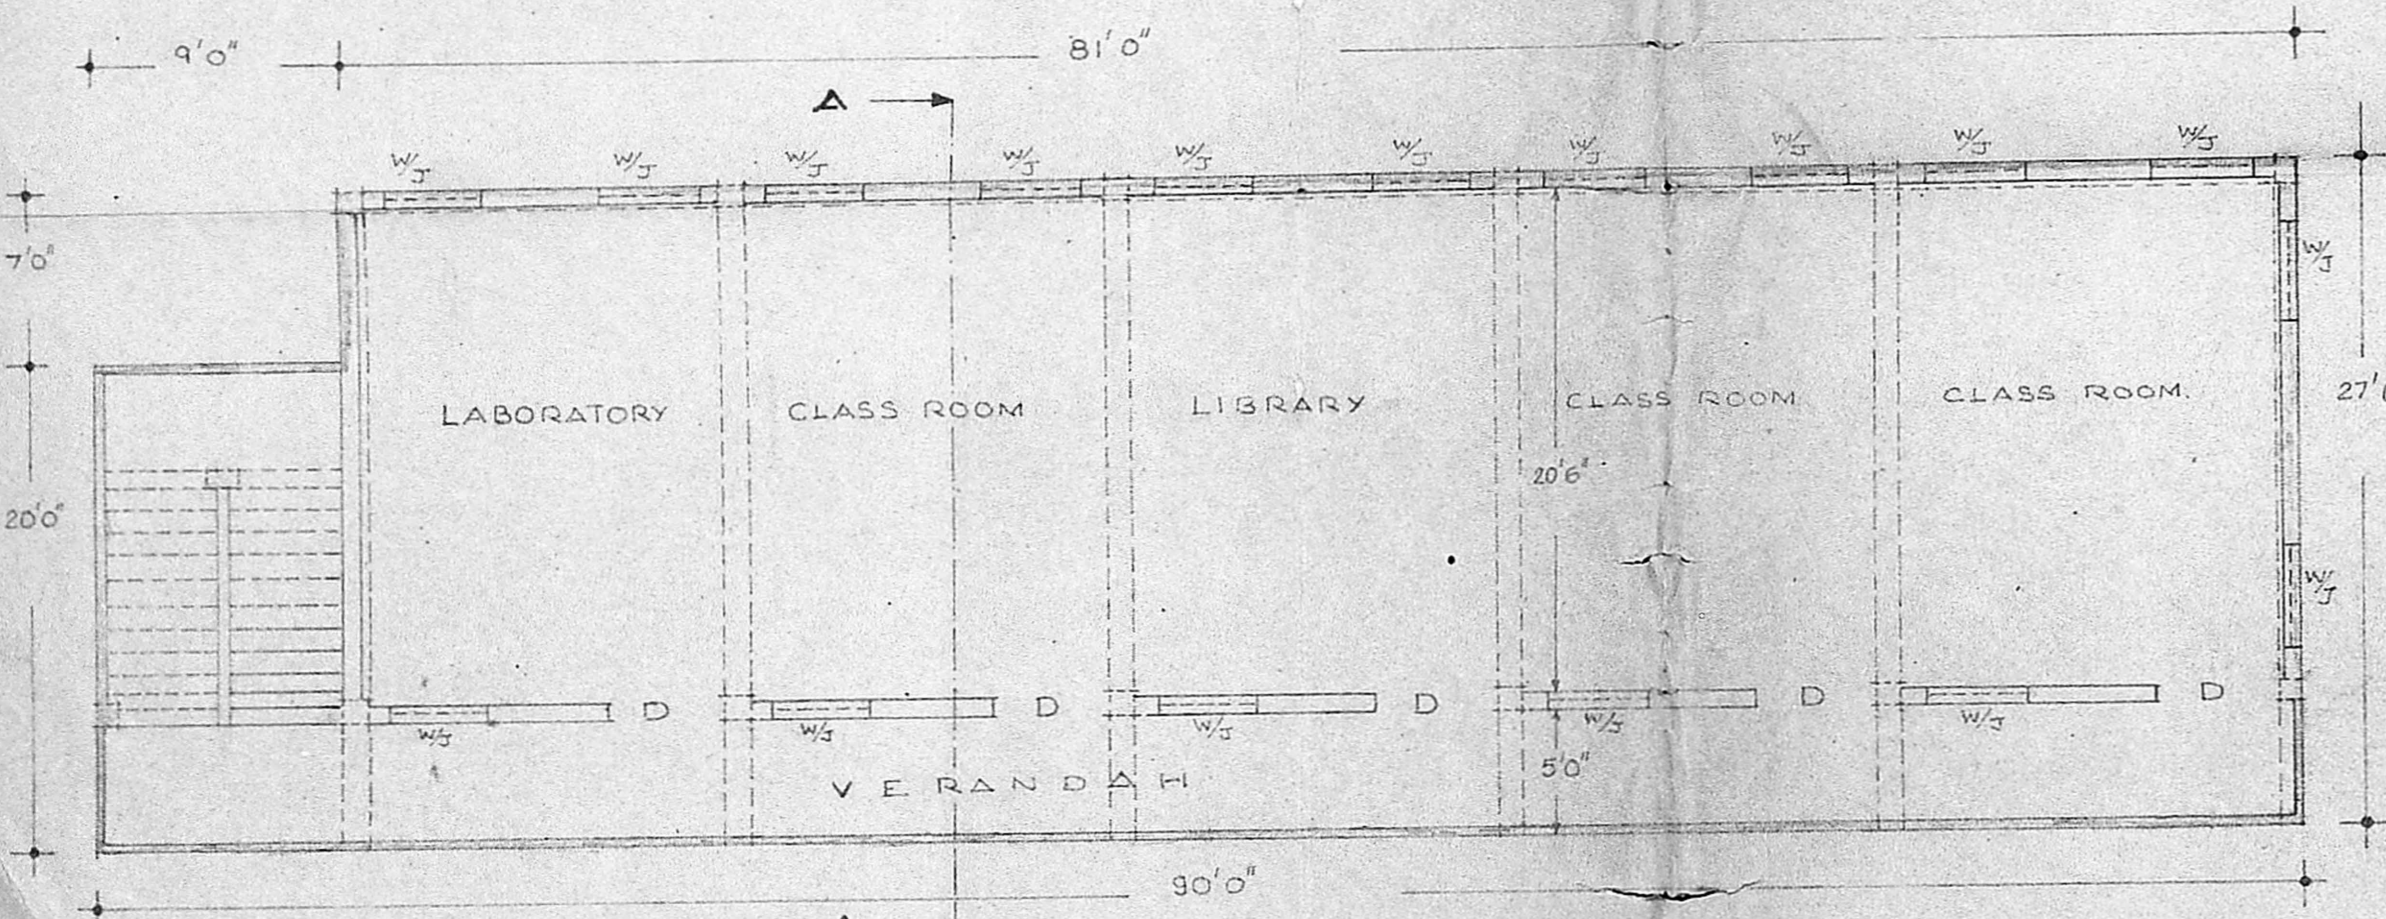 9'0" 81'0"
A
W/J W/J W/J W/J W/J W/J W/J W/J W/J W/J
7'0"
W/J
27'
LABORATORY CLASS ROOM LIBRARY CLASS ROOM CLASS ROOM.
20'6"
20'0"
W/J
D D D D D
W/J W/J W/J W/J W/J
5'0"
VERANDAH
90'0"